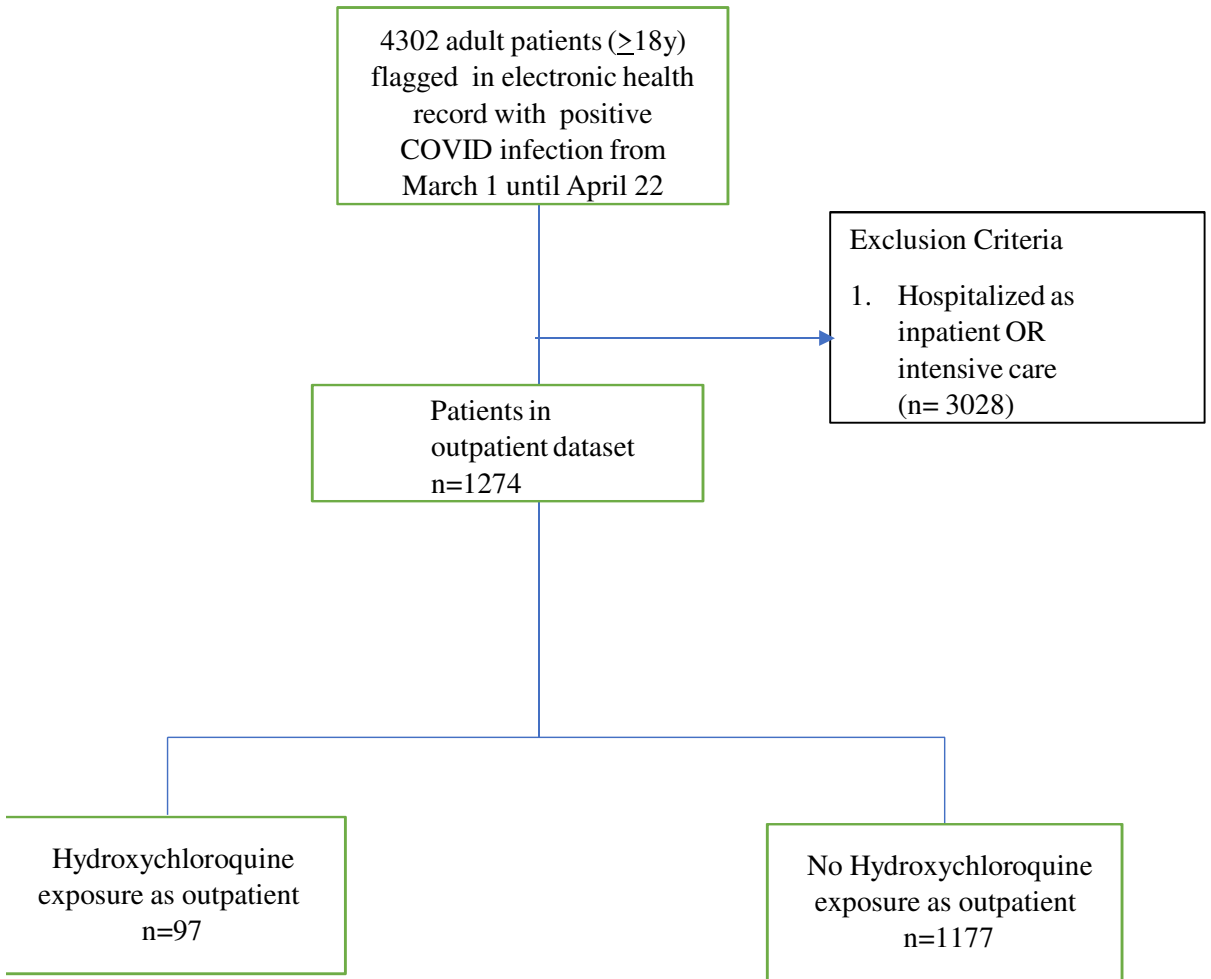 4302 adult patients (≥18y)
flagged in electronic health
record with positive
COVID infection from
March 1 until April 22
Exclusion Criteria
1. Hospitalized as
inpatient OR
intensive care
(n= 3028)
Patients in
outpatient dataset
n=1274
Hydroxychloroquine
exposure as outpatient
n=97
No Hydroxychloroquine
exposure as outpatient
n=1177